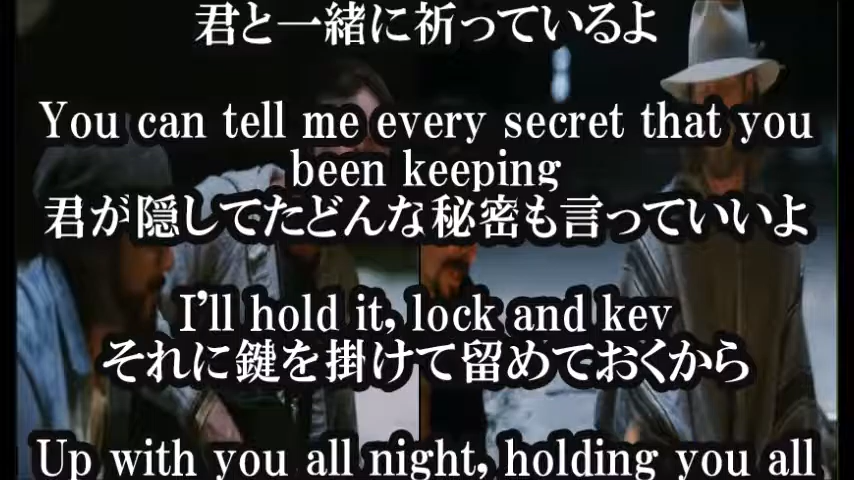 君と一緒に祈っているよ
You can tell me every secret that you
been keeping
君が隠してたどんな秘密も言っていいよ
I'll hold it, lock and key
それに鍵を掛けて留めておくから
Up with you all night, holding you all